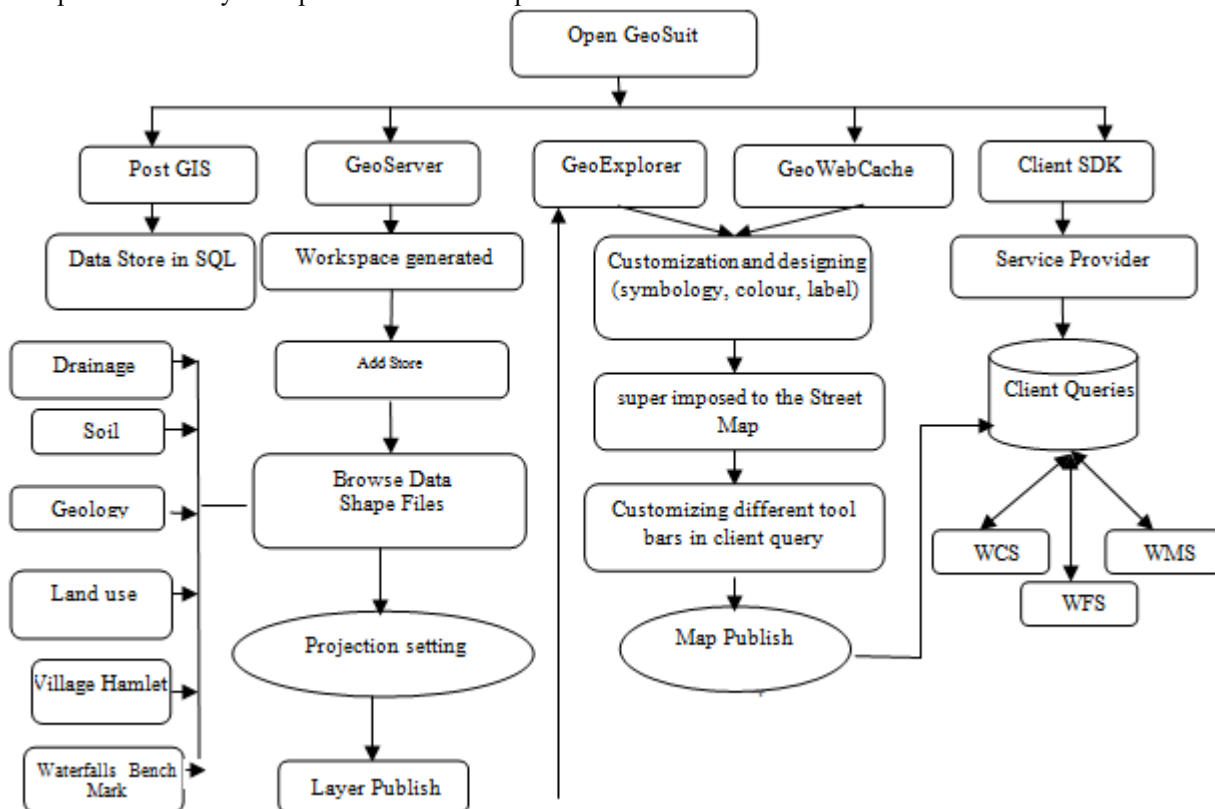 Open GeoSuit
Post GIS
GeoServer
GeoExplorer
GeoWebCache
Client SDK
Data Store in SQL
Workspace generated
Customization and designing
(symbology, colour, label)
Service Provider
Drainage
Add Store
super imposed to the Street
Map
Client Queries
Soil
Browse Data
Shape Files
Geology
Customizing different tool
bars in client query
WCS
WMS
WFS
Land use
Projection setting
Map Publish
Village Hamlet
Waterfalls Bench
Mark
Layer Publish